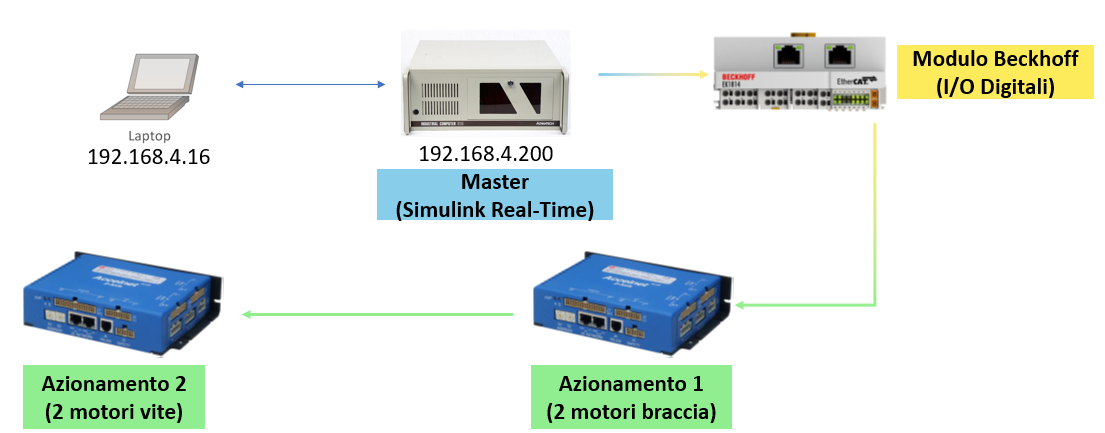 Laptop
192.168.4.16
INDUSTRIAL COMPUTER 610
ADVANTECH
192.168.4.200
Master
(Simulink Real-Time)
BECKHOFF
EK1814
EtherCAT
Modulo Beckhoff
(I/O Digitali)
Accelnet
Azionamento 2
(2 motori vite)
Accelnet
Azionamento 1
(2 motori braccia)